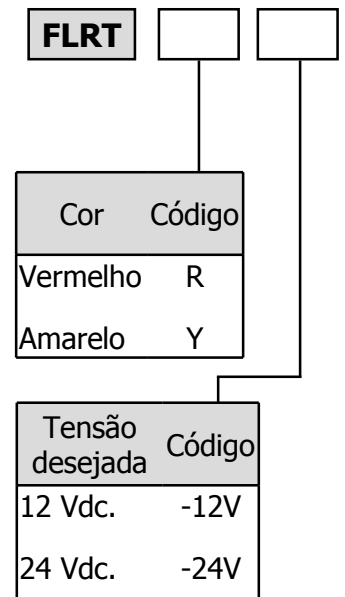 FLRT
Cor Código
Vermelho R
Amarelo Y
Tensão
desejada Código
12 Vdc. -12V
24 Vdc. -24V